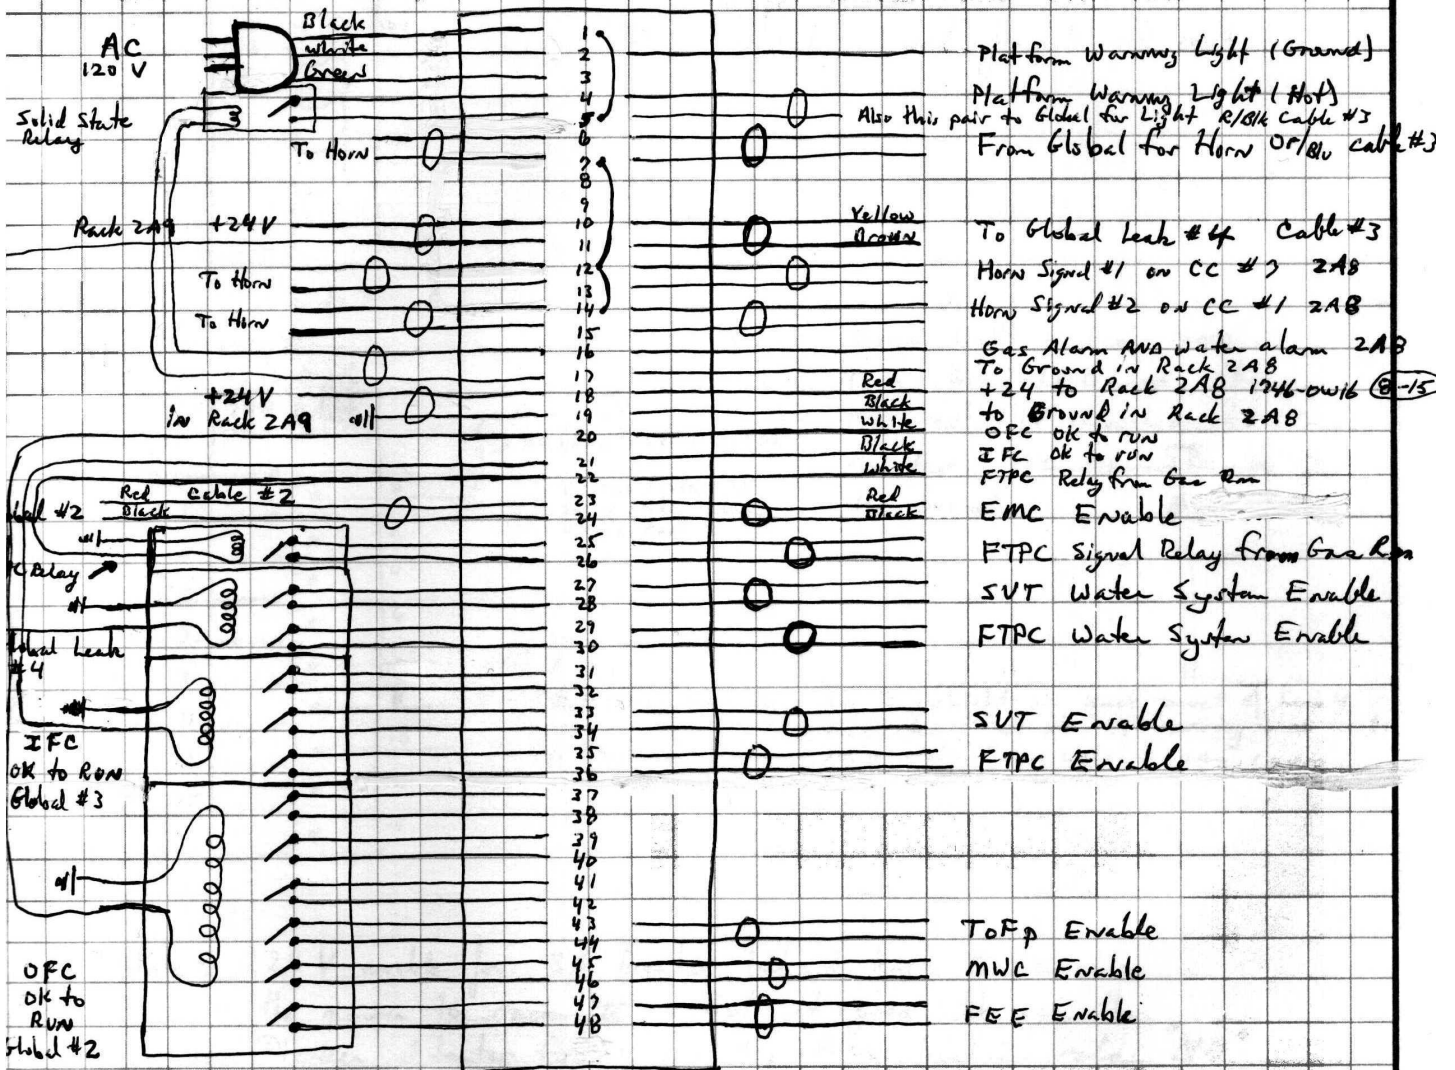 Black
AC
White
120 V
Green
1
2
3
4
5
6
7
8
9
10
11
12
13
14
15
16
17
18
19
20
21
22
23
24
25
26
27
28
29
30
31
32
33
34
35
36
37
38
39
40
41
42
43
44
45
46
47
48
Solid State
Relay
To Horn
Rack 2A9 +24V
To Horn
To Horn
+24V
in Rack 2A9
Red Cable #2
#2 Black
Relay
Leak
#4
IFC
OK to Run
Global #3
OFC
OK to
Run
Global #2
Platform Warning Light (Ground)
Platform Warning Light (Hot)
Also this pair to Global for Light R/Blk Cable #3
From Global for Horn Or/Blu cable #3
Yellow
Brown
To Global Leak #4 Cable #3
Horn Signal #1 on CC #3 2A8
Horn Signal #2 on CC #1 2A8
Gas Alarm AND water alarm 2A8
To Ground in Rack 2A8
Red
+24 to Rack 2A8 1746-OW16 8-15
Black
to Ground in Rack 2A8
White
OFC OK to run
Black
IFC OK to run
White
FTPC Relay from Gas Rm
Red
Black
EMC Enable
FTPC Signal Relay from Gas Rm
SVT Water System Enable
FTPC Water System Enable
SVT Enable
FTPC Enable
TOFp Enable
MWC Enable
FEE Enable